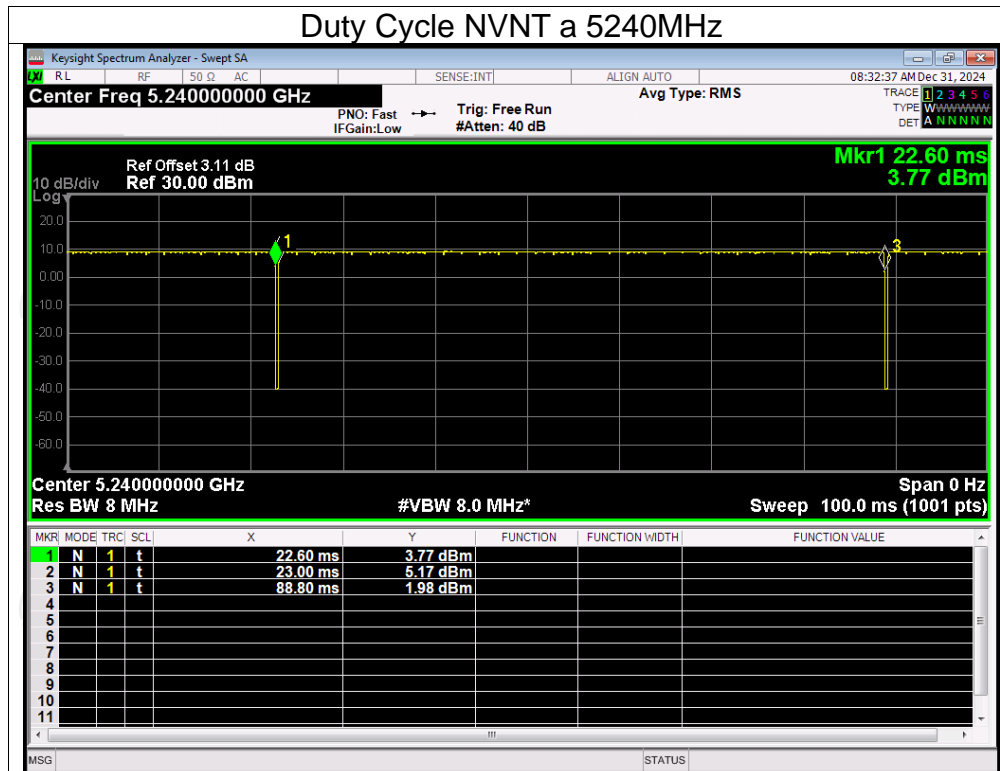 Duty Cycle NVNT a 5240MHz
Keysight Spectrum Analyzer - Swept SA
LXI RL RF 50 Ω AC SENSE:INT ALIGN AUTO 08:32:37 AM Dec 31, 2024
Center Freq 5.240000000 GHz Avg Type: RMS TRACE 1 2 3 4 5 6
PNO: Fast Trig: Free Run TYPE WWWWWW
IFGain:Low #Atten: 40 dB DET A N N N N N
Ref Offset 3.11 dB Mkr1 22.60 ms
10 dB/div Ref 30.00 dBm 3.77 dBm
Log
20.0
1 3
10.0
0.00
-10.0
-20.0
-30.0
-40.0
-50.0
-60.0
Center 5.240000000 GHz Span 0 Hz
Res BW 8 MHz #VBW 8.0 MHz* Sweep 100.0 ms (1001 pts)
MKR MODE TRC SCL X Y FUNCTION FUNCTION WIDTH FUNCTION VALUE
1 N 1 t 22.60 ms 3.77 dBm
2 N 1 t 23.00 ms 5.17 dBm
3 N 1 t 88.80 ms 1.98 dBm
4
5
6
7
8
9
10
11
MSG STATUS